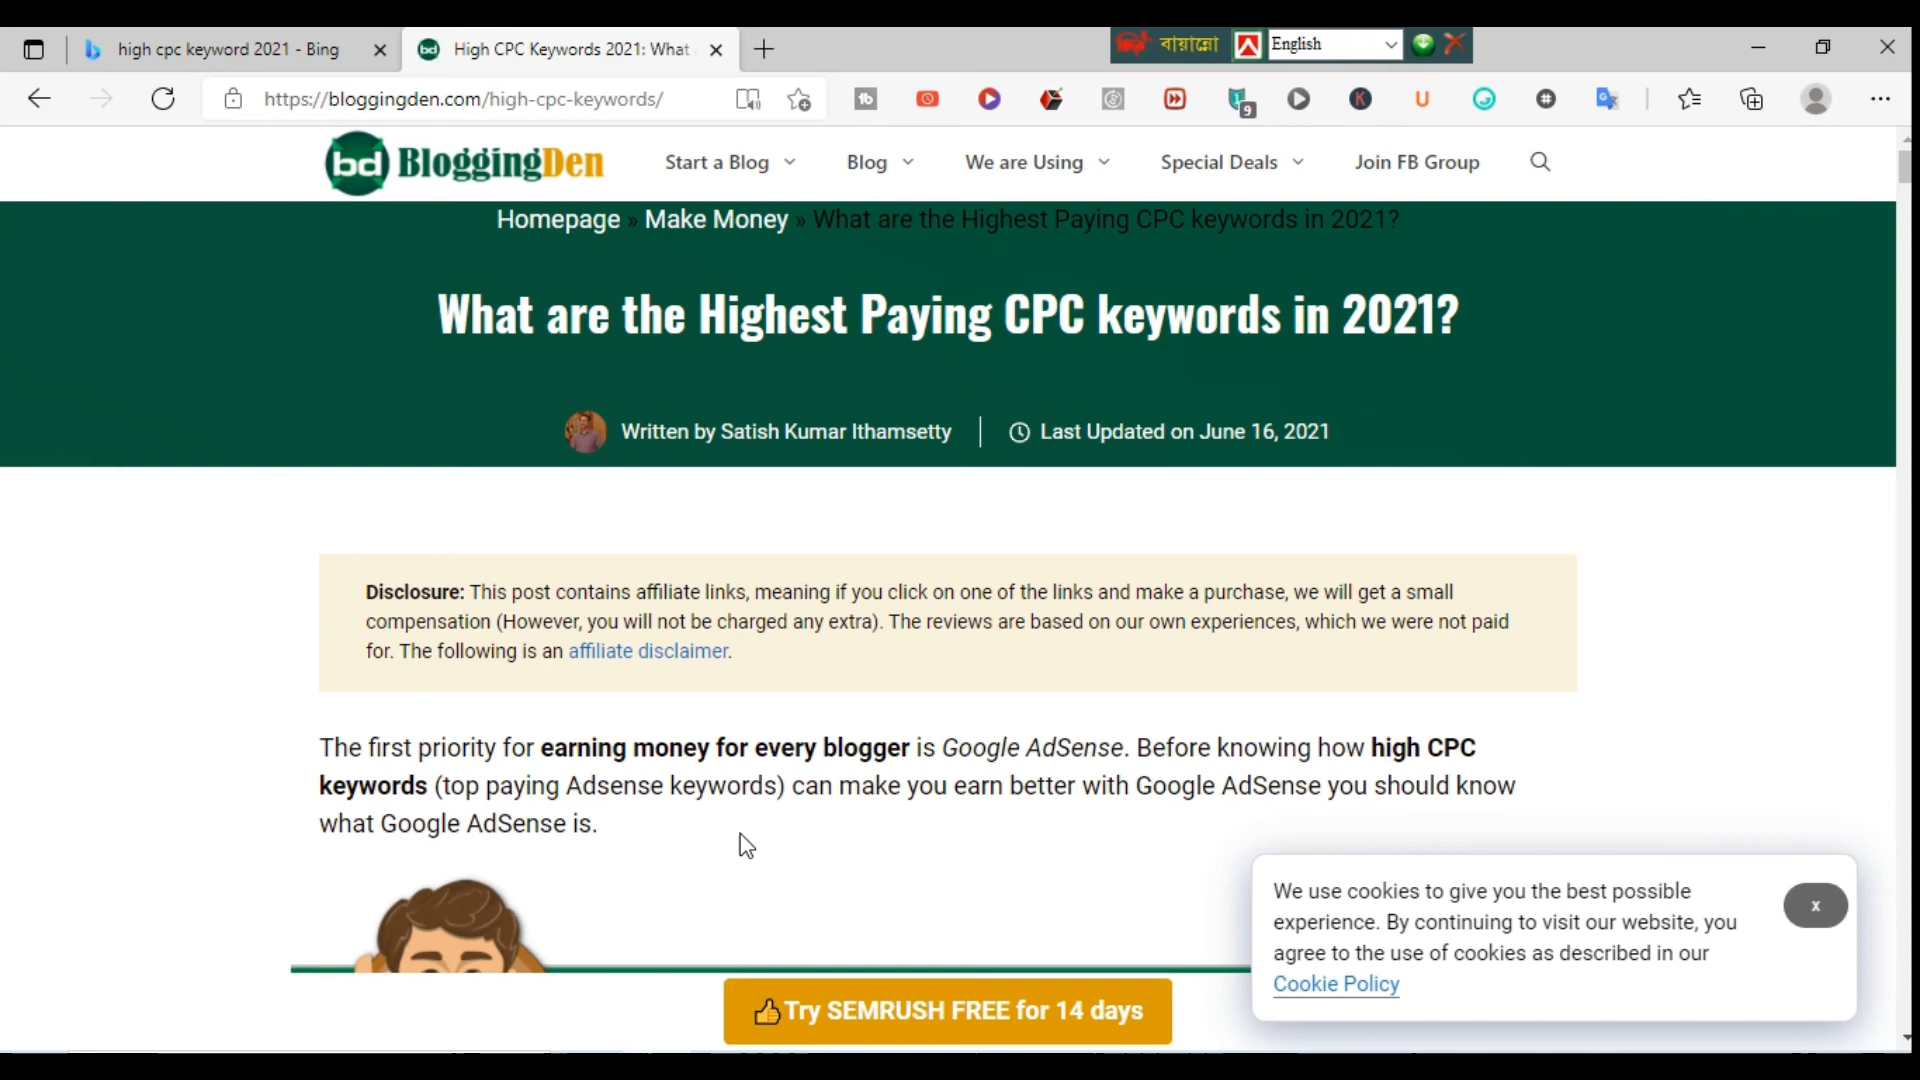 high cpc keyword 2021 - Bing
High CPC Keywords 2021: What
বায়ান্নো
English
https://bloggingden.com/high-cpc-keywords/
9
bd BloggingDen
Start a Blog
Blog
We are Using
Special Deals
Join FB Group
Homepage » Make Money » What are the Highest Paying CPC keywords in 2021?
What are the Highest Paying CPC keywords in 2021?
Written by Satish Kumar Ithamsetty
Last Updated on June 16, 2021
Disclosure: This post contains affiliate links, meaning if you click on one of the links and make a purchase, we will get a small
compensation (However, you will not be charged any extra). The reviews are based on our own experiences, which we were not paid
for. The following is an affiliate disclaimer.
The first priority for earning money for every blogger is Google AdSense. Before knowing how high CPC
keywords (top paying Adsense keywords) can make you earn better with Google AdSense you should know
what Google AdSense is.
We use cookies to give you the best possible
experience. By continuing to visit our website, you
agree to the use of cookies as described in our
Cookie Policy
x
Try SEMRUSH FREE for 14 days